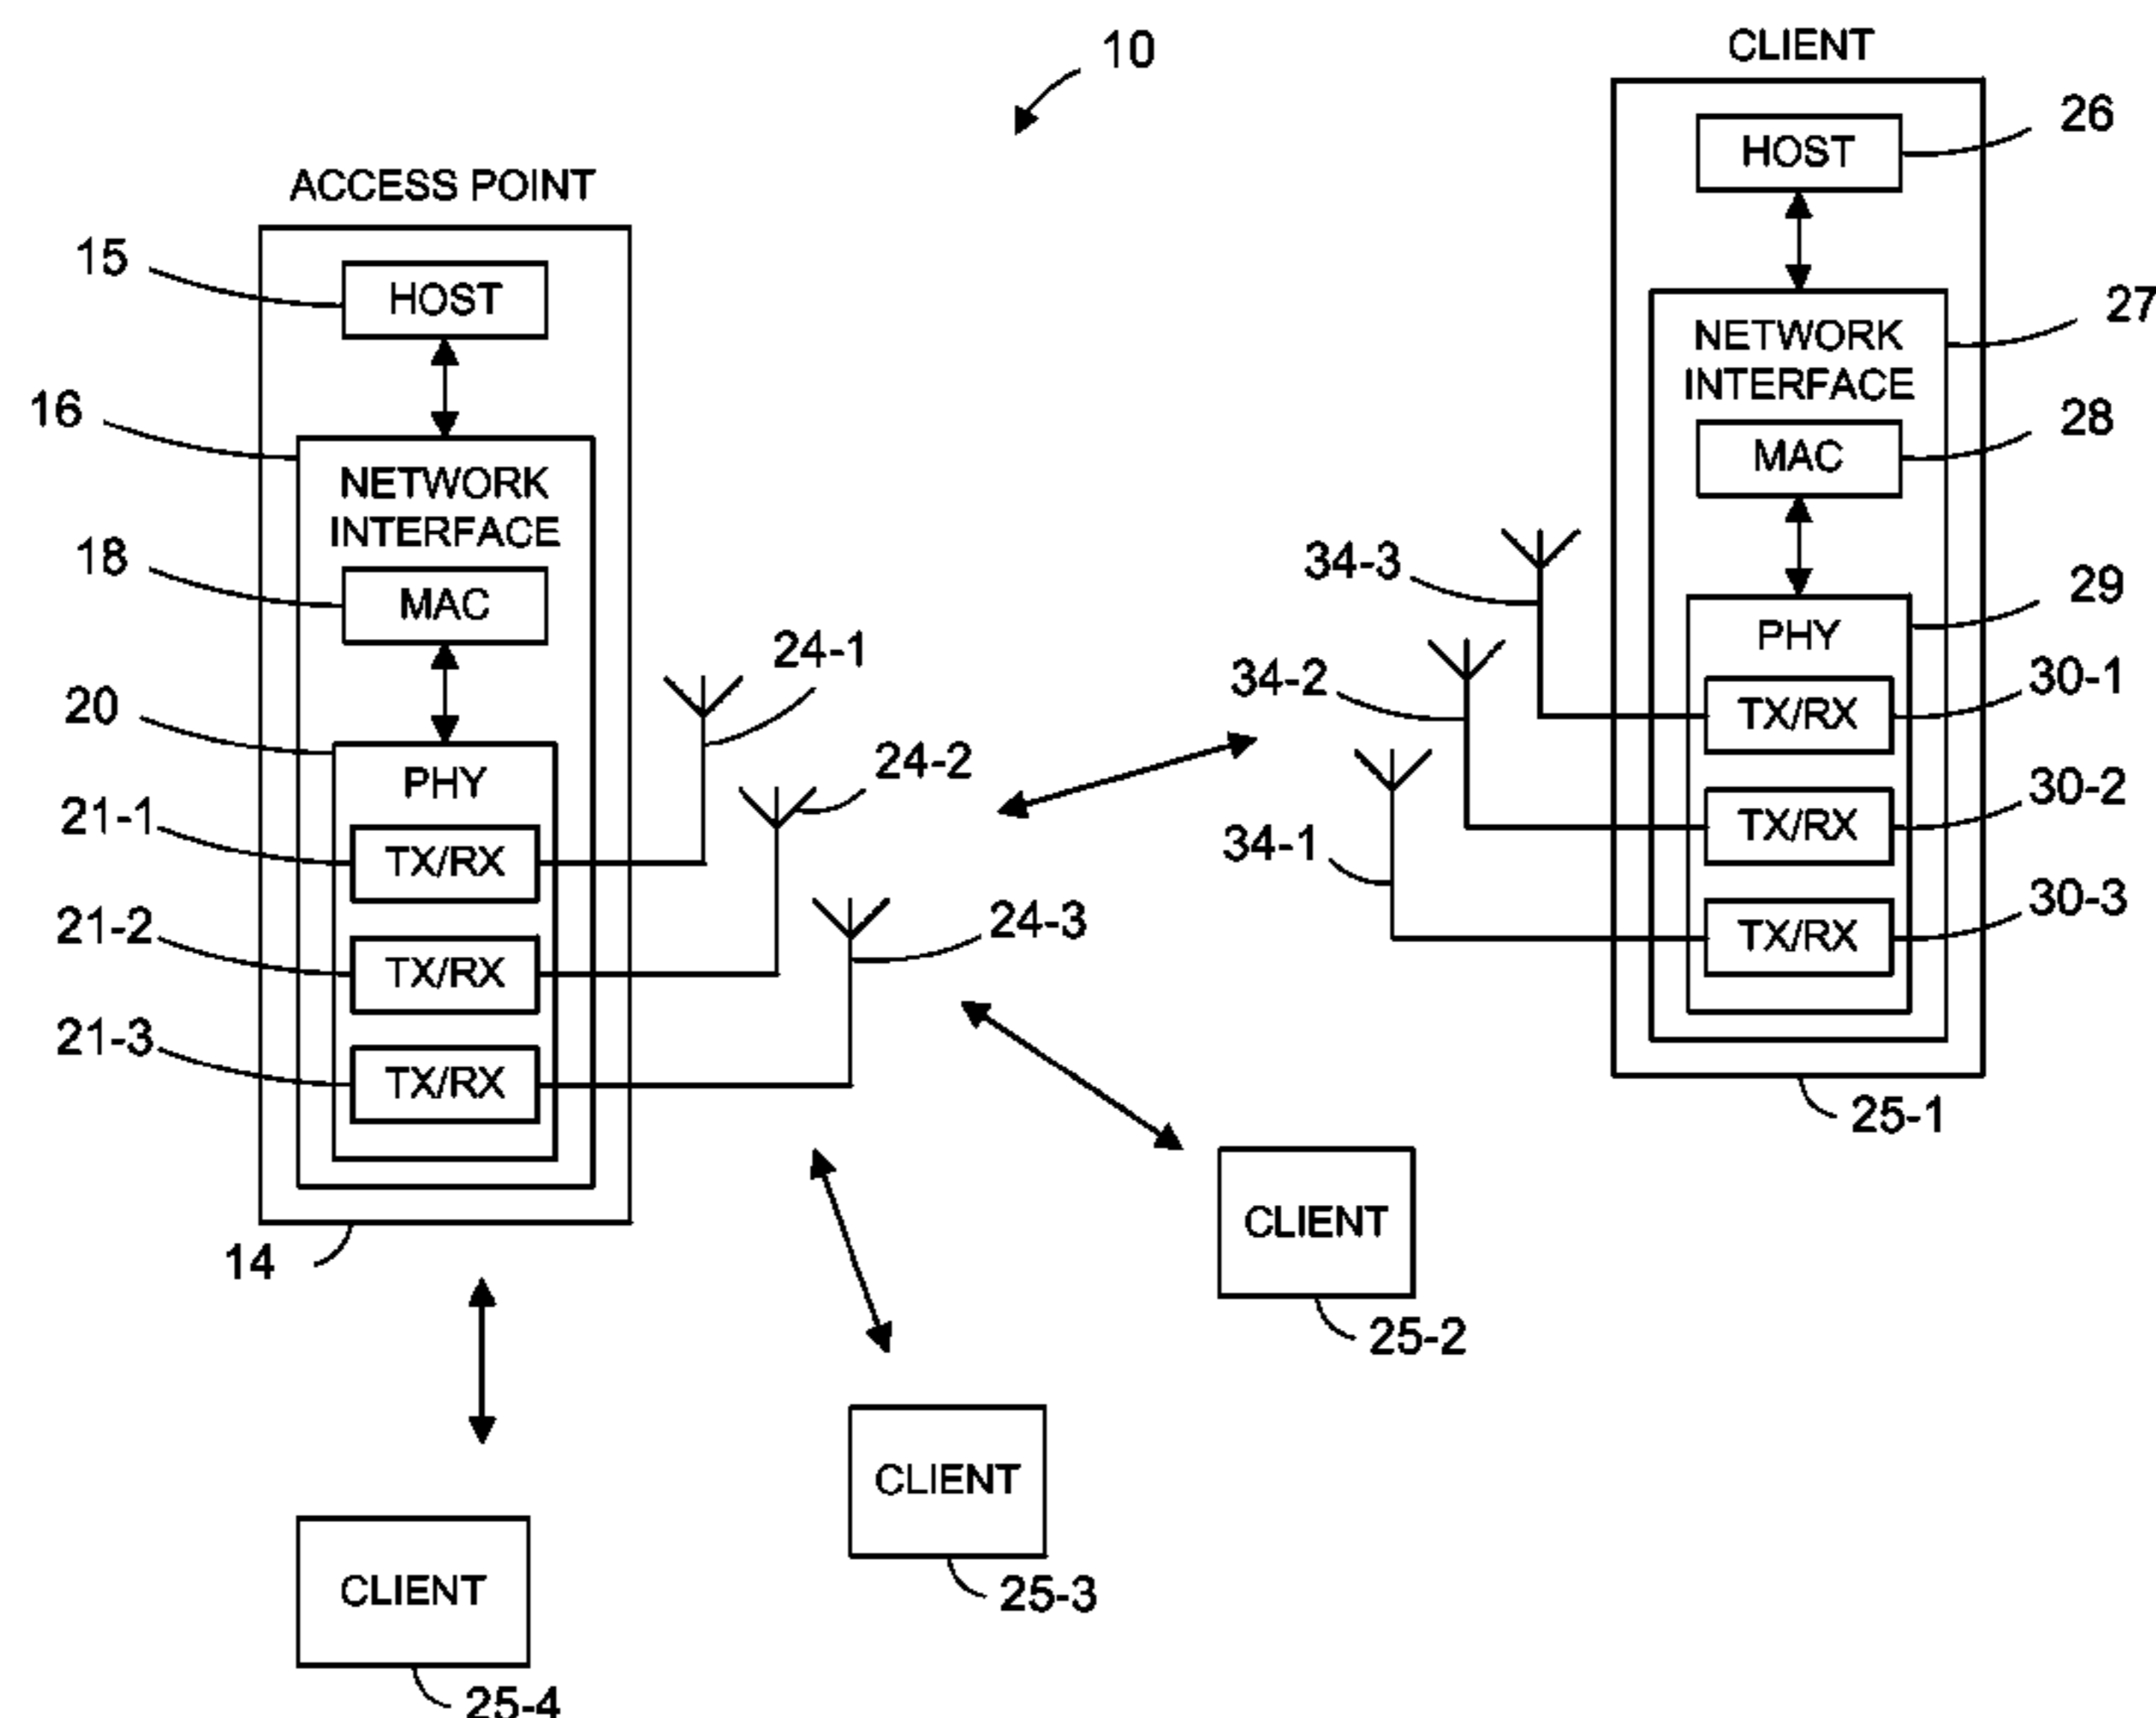 10
ACCESS POINT
15
HOST
16
NETWORK
INTERFACE
18
MAC
20
PHY
21-1
TX/RX
21-2
TX/RX
21-3
TX/RX
14
24-1
24-2
24-3
CLIENT
26
HOST
27
NETWORK
INTERFACE
28
MAC
29
PHY
34-3
34-2
34-1
TX/RX
30-1
TX/RX
30-2
TX/RX
30-3
25-1
CLIENT
25-2
CLIENT
25-3
CLIENT
25-4